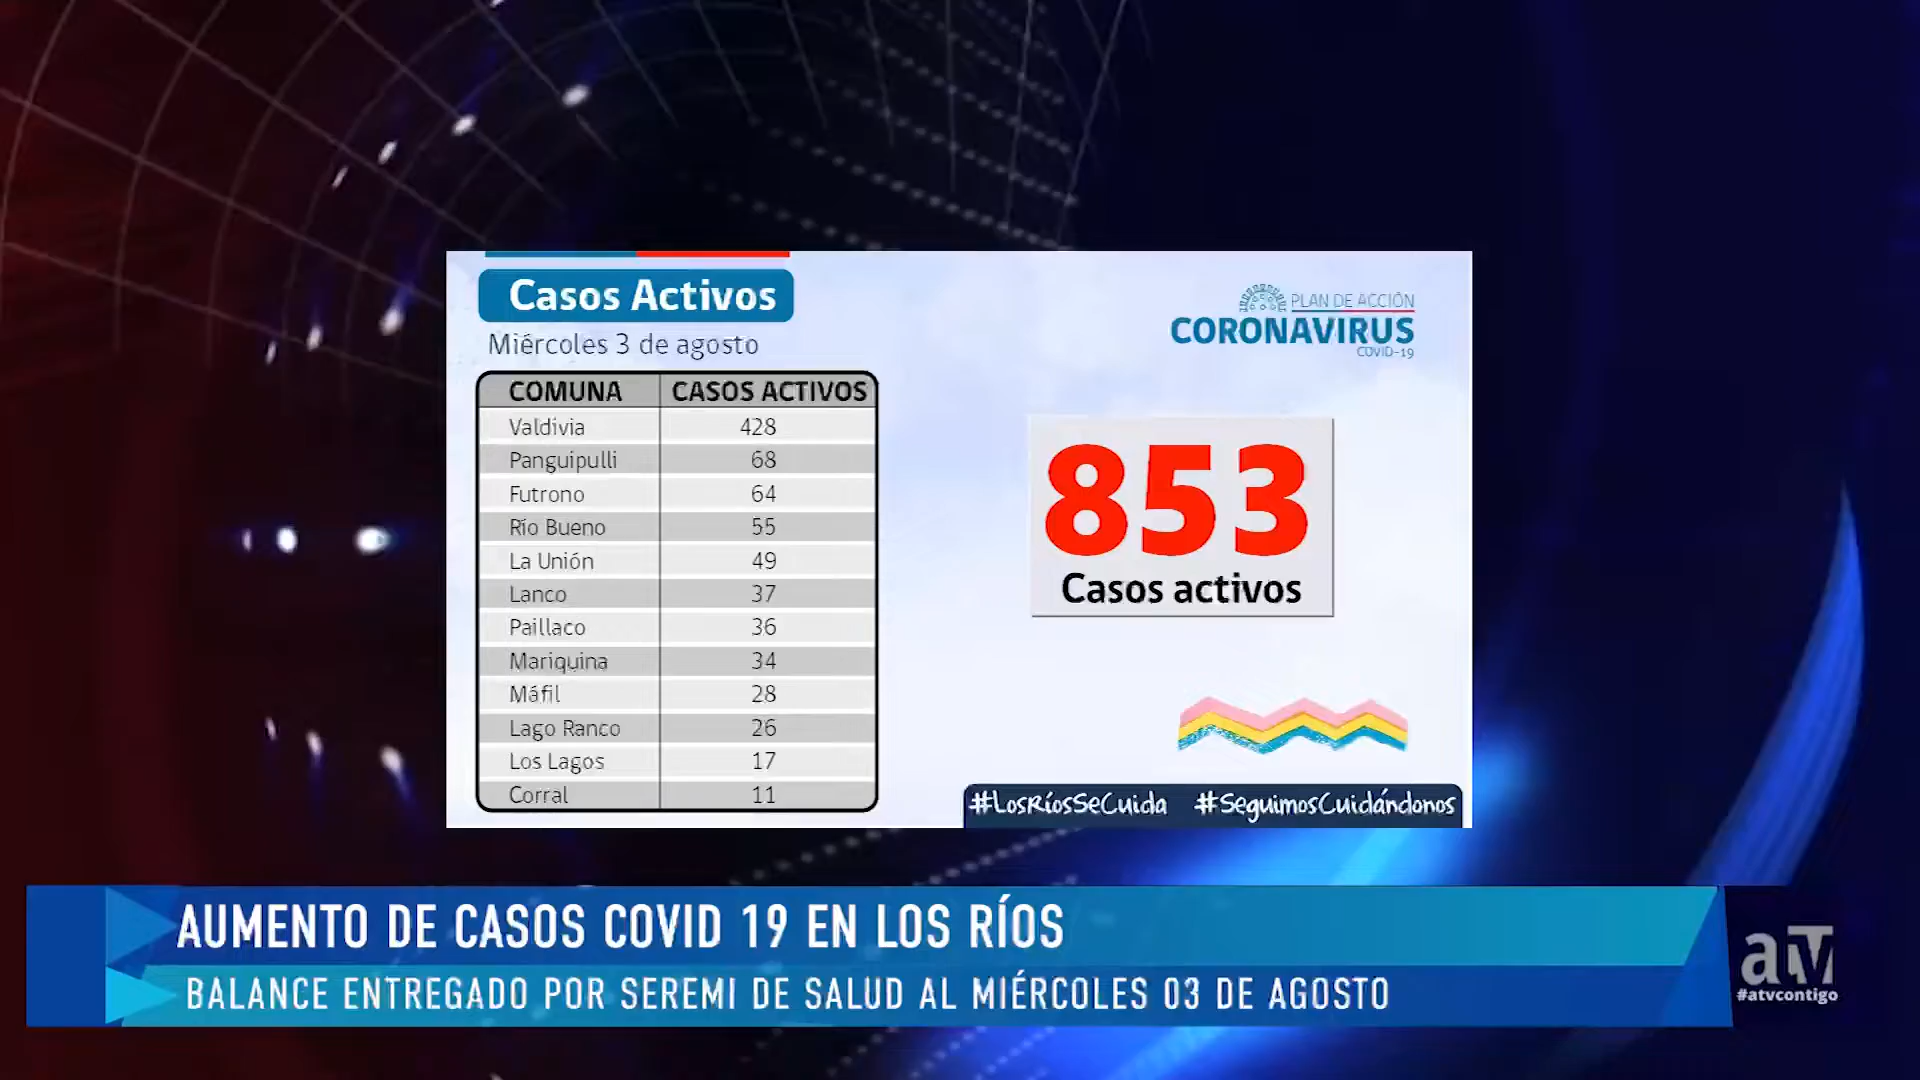 Casos Activos
Miércoles 3 de agosto
PLAN DE ACCIÓN
CORONAVIRUS
COVID-19
COMUNA CASOS ACTIVOS
Valdivia 428
Panguipulli 68
Futrono 64
Río Bueno 55
La Unión 49
Lanco 37
Paillaco 36
Mariquina 34
Máfil 28
Lago Ranco 26
Los Lagos 17
Corral 11
853
Casos activos
#LosRíosSeCuida #SeguimosCuidándonos
AUMENTO DE CASOS COVID 19 EN LOS RÍOS
BALANCE ENTREGADO POR SEREMI DE SALUD AL MIÉRCOLES 03 DE AGOSTO
atv
#atvcontigo